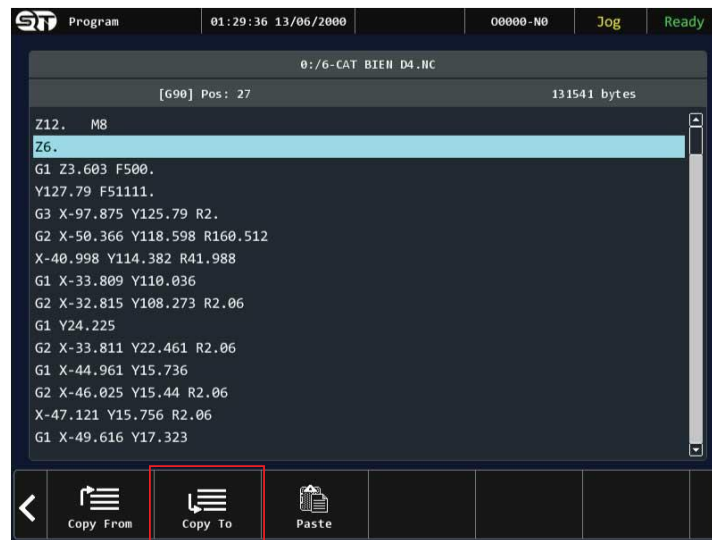 ST Program 01:29:36 13/06/2000 O0000-N0 Jog Ready
0:/6-CAT BIEN D4.NC
[G90] Pos: 27 131541 bytes
Z12. M8
Z6.
G1 Z3.603 F500.
Y127.79 F51111.
G3 X-97.875 Y125.79 R2.
G2 X-50.366 Y118.598 R160.512
X-40.998 Y114.382 R41.988
G1 X-33.809 Y110.036
G2 X-32.815 Y108.273 R2.06
G1 Y24.225
G2 X-33.811 Y22.461 R2.06
G1 X-44.961 Y15.736
G2 X-46.025 Y15.44 R2.06
X-47.121 Y15.756 R2.06
G1 X-49.616 Y17.323
Copy From Copy To Paste